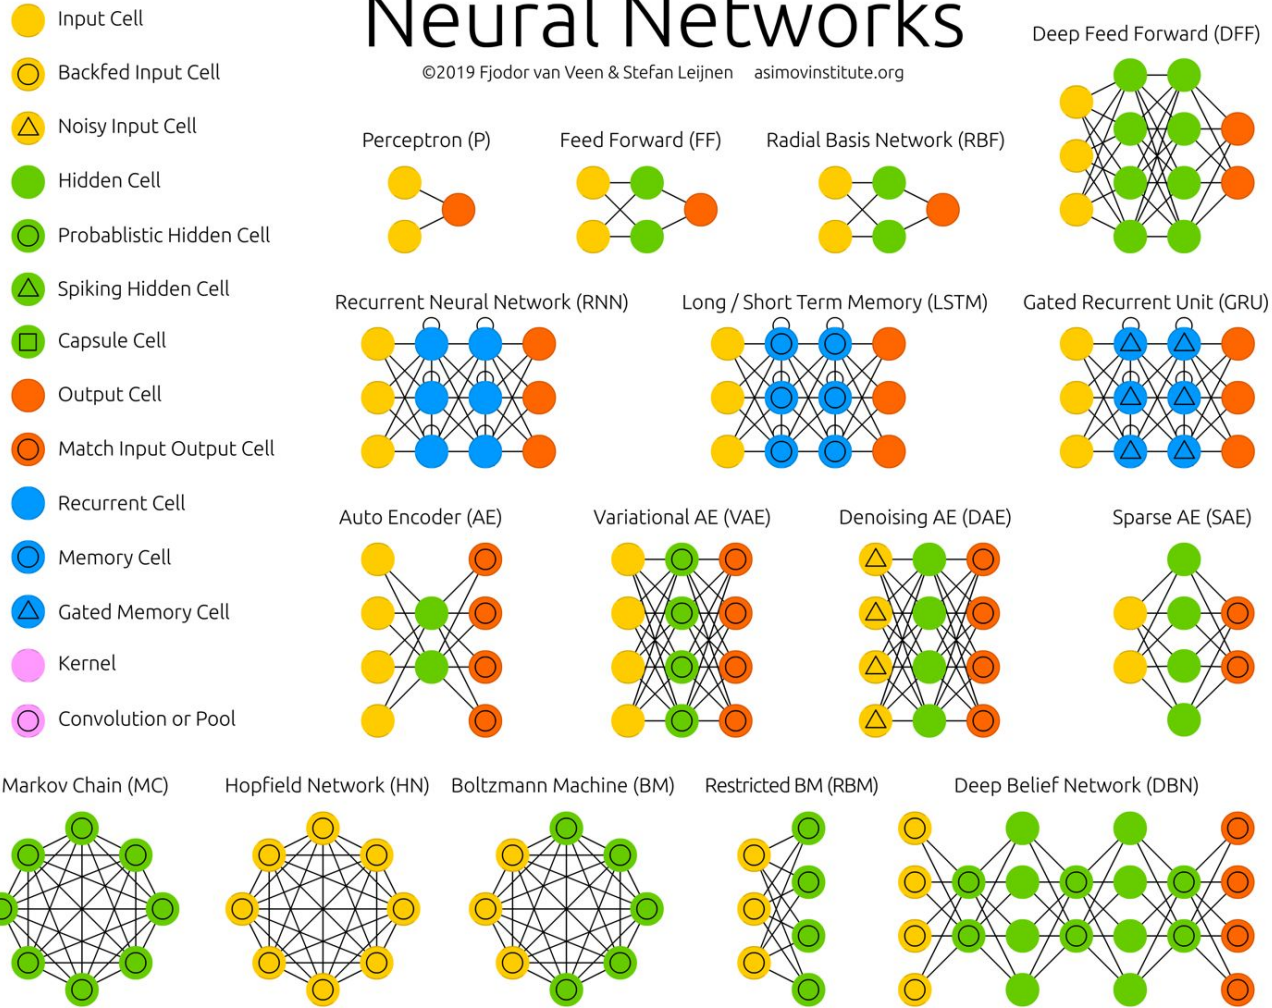 Neural Networks
©2019 Fjodor van Veen & Stefan Leijnen asimovinstitute.org
Input Cell
Backfed Input Cell
Noisy Input Cell
Hidden Cell
Probablistic Hidden Cell
Spiking Hidden Cell
Capsule Cell
Output Cell
Match Input Output Cell
Recurrent Cell
Memory Cell
Gated Memory Cell
Kernel
Convolution or Pool
Deep Feed Forward (DFF)
Perceptron (P)
Feed Forward (FF)
Radial Basis Network (RBF)
Recurrent Neural Network (RNN)
Long / Short Term Memory (LSTM)
Gated Recurrent Unit (GRU)
Auto Encoder (AE)
Variational AE (VAE)
Denoising AE (DAE)
Sparse AE (SAE)
Markov Chain (MC)
Hopfield Network (HN)
Boltzmann Machine (BM)
Restricted BM (RBM)
Deep Belief Network (DBN)